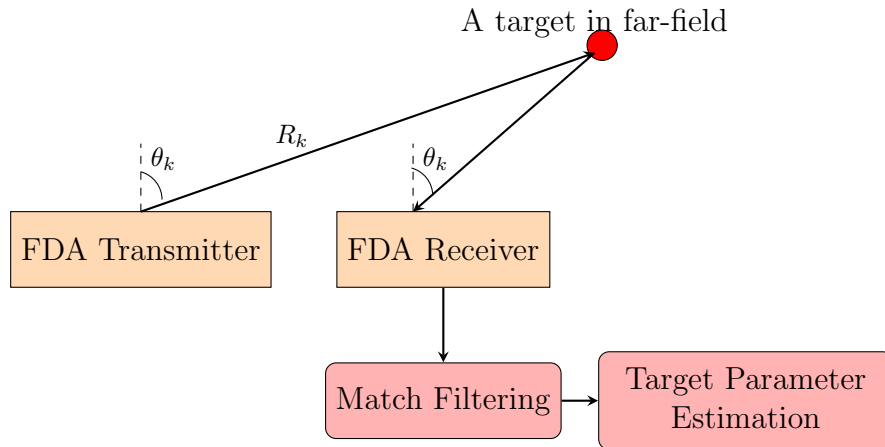 A target in far-field
R_k
θ_k
θ_k
FDA Transmitter
FDA Receiver
Match Filtering
Target Parameter
Estimation